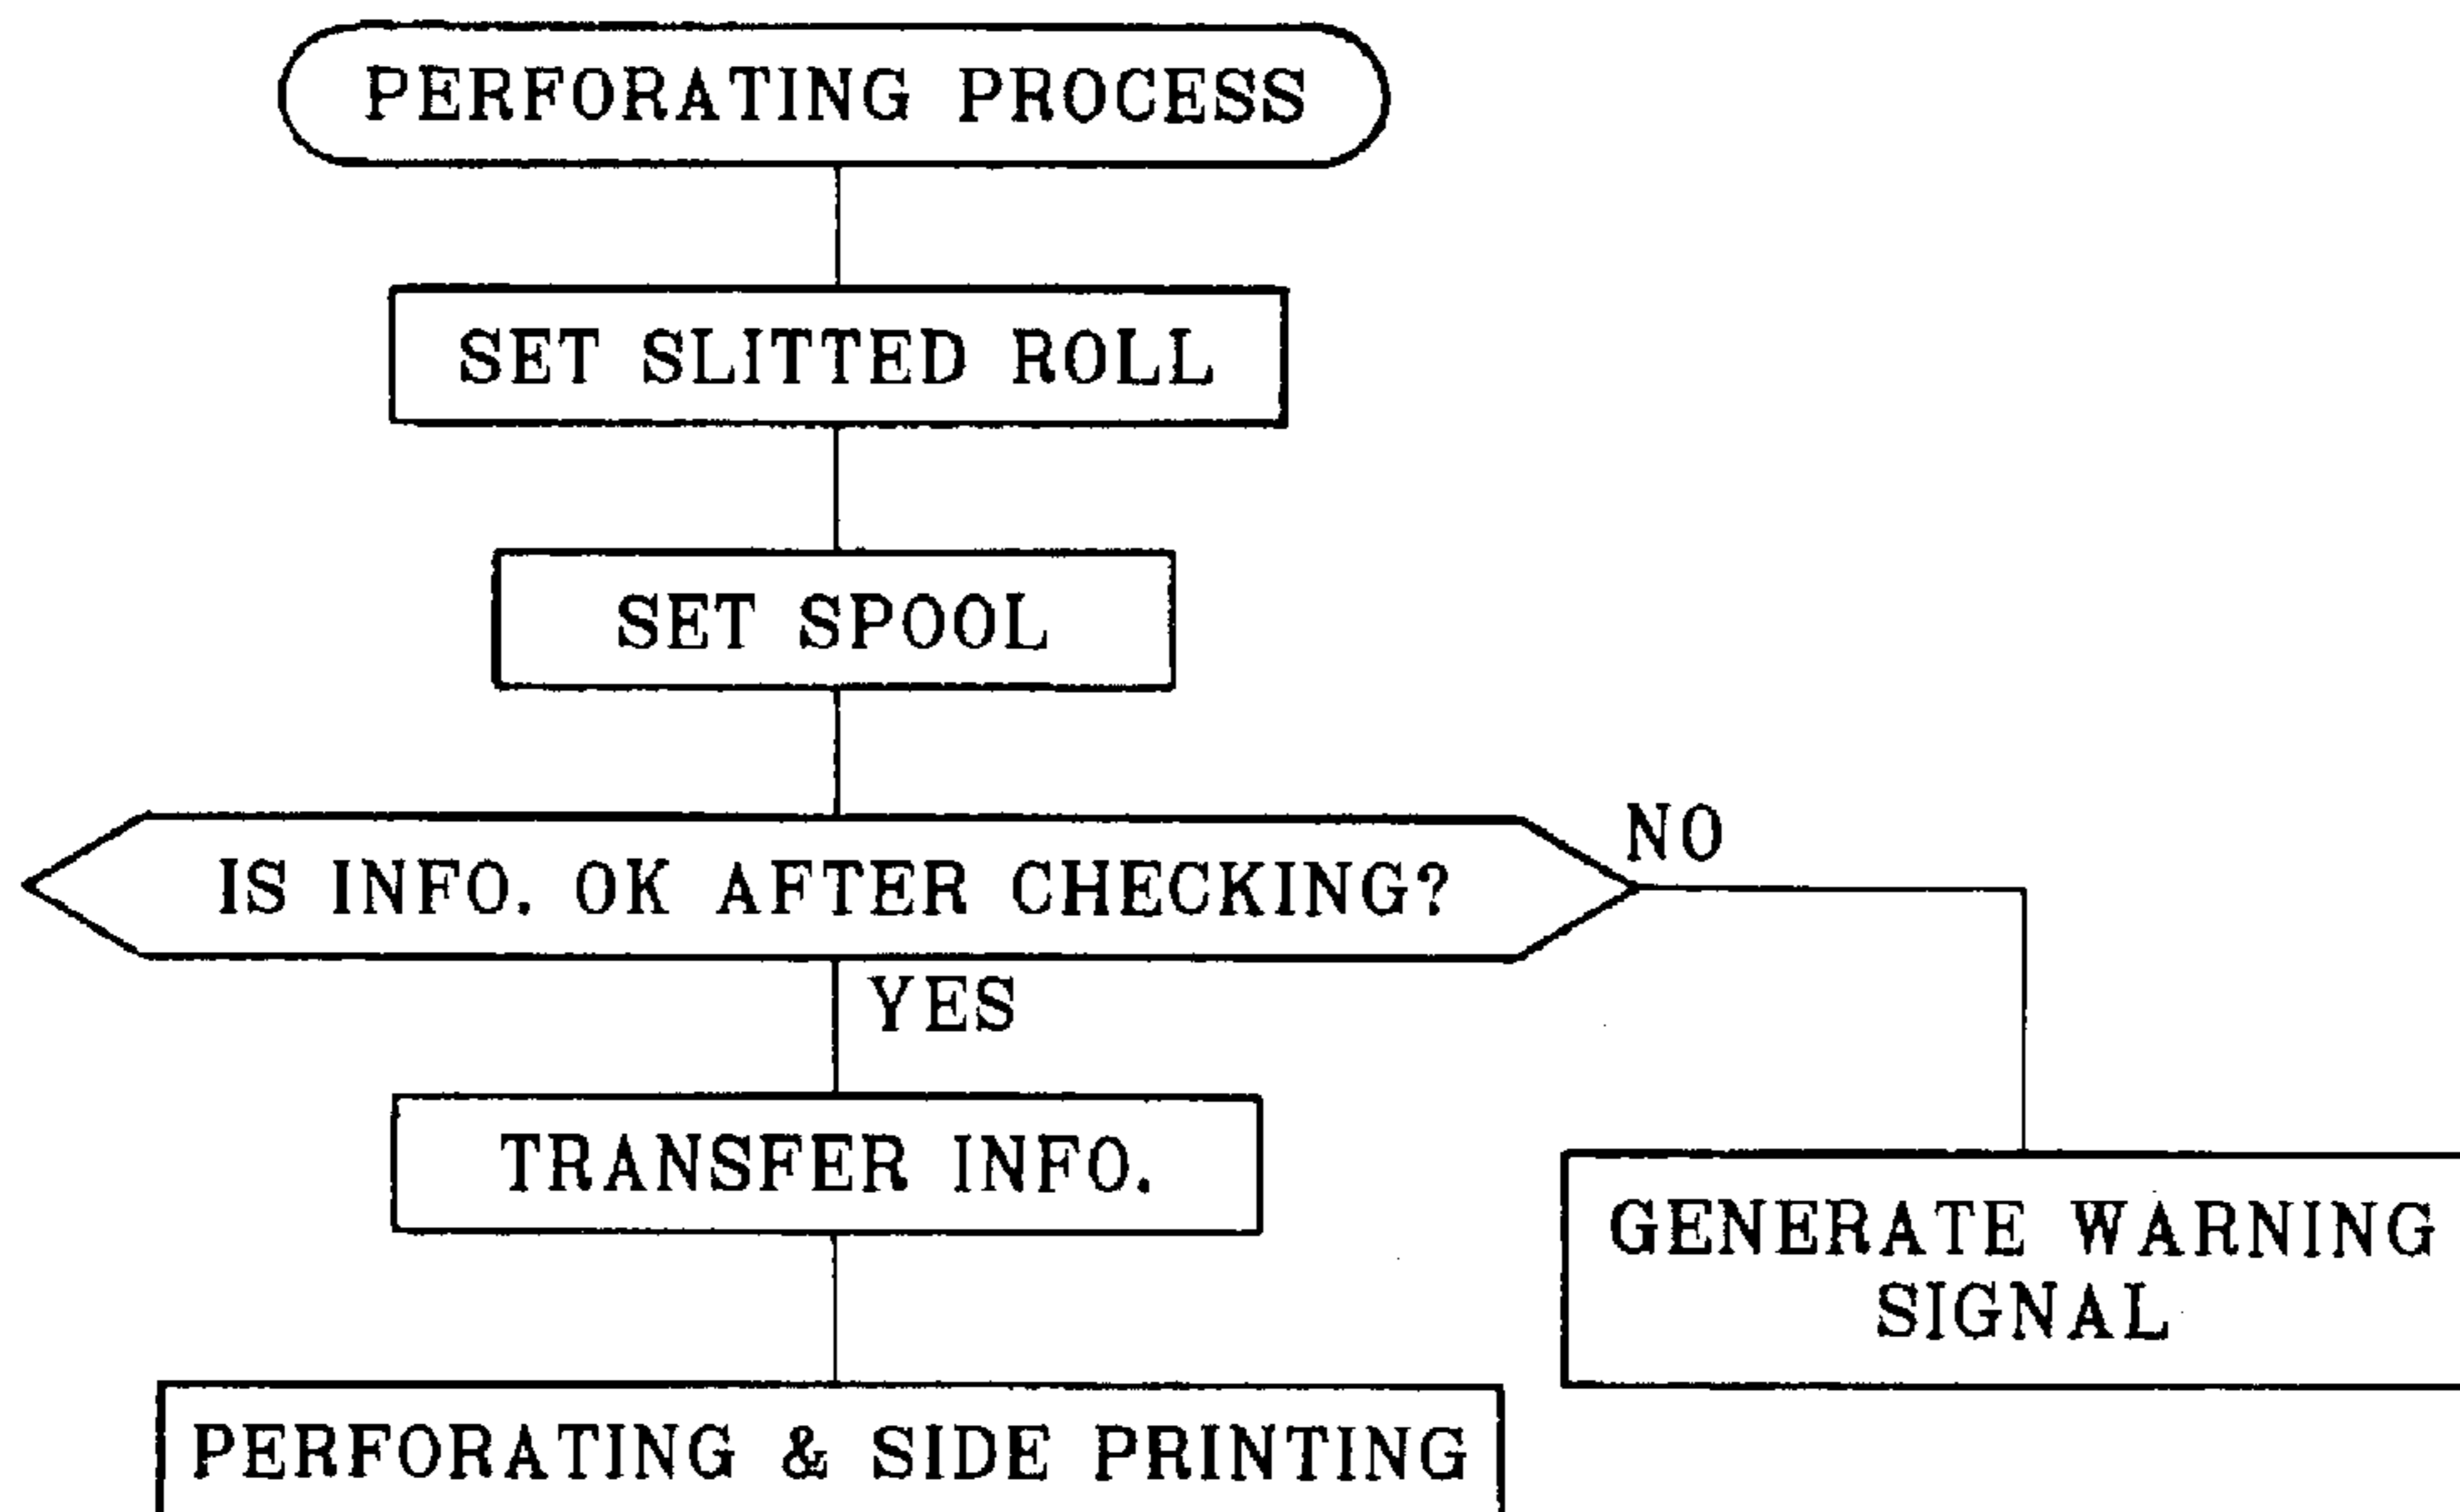 PERFORATING PROCESS
SET SLITTED ROLL
SET SPOOL
IS INFO. OK AFTER CHECKING?
NO
YES
TRANSFER INFO.
GENERATE WARNING
SIGNAL
PERFORATING & SIDE PRINTING